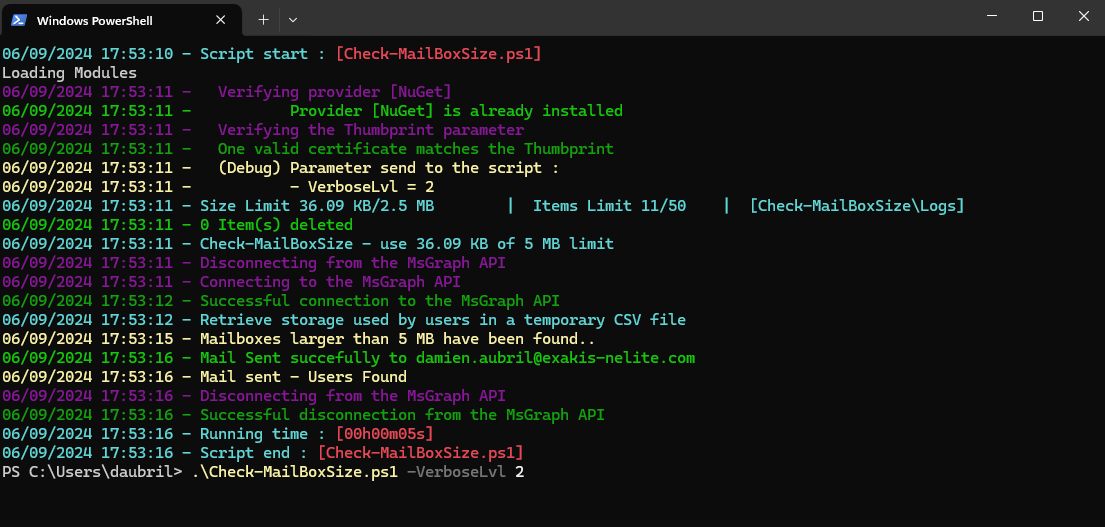 Windows PowerShell
06/09/2024 17:53:10 - Script start : [Check-MailBoxSize.ps1]
Loading Modules
06/09/2024 17:53:11 -   Verifying provider [NuGet]
06/09/2024 17:53:11 -           Provider [NuGet] is already installed
06/09/2024 17:53:11 -   Verifying the Thumbprint parameter
06/09/2024 17:53:11 -   One valid certificate matches the Thumbprint
06/09/2024 17:53:11 -   (Debug) Parameter send to the script :
06/09/2024 17:53:11 -           - VerboseLvl = 2
06/09/2024 17:53:11 - Size Limit 36.09 KB/2.5 MB        |  Items Limit 11/50    |  [Check-MailBoxSize\Logs]
06/09/2024 17:53:11 - 0 Item(s) deleted
06/09/2024 17:53:11 - Check-MailBoxSize - use 36.09 KB of 5 MB limit
06/09/2024 17:53:11 - Disconnecting from the MsGraph API
06/09/2024 17:53:11 - Connecting to the MsGraph API
06/09/2024 17:53:12 - Successful connection to the MsGraph API
06/09/2024 17:53:12 - Retrieve storage used by users in a temporary CSV file
06/09/2024 17:53:15 - Mailboxes larger than 5 MB have been found..
06/09/2024 17:53:16 - Mail Sent succefully to damien.aubril@exakis-nelite.com
06/09/2024 17:53:16 - Mail sent - Users Found
06/09/2024 17:53:16 - Disconnecting from the MsGraph API
06/09/2024 17:53:16 - Successful disconnection from the MsGraph API
06/09/2024 17:53:16 - Running time : [00h00m05s]
06/09/2024 17:53:16 - Script end : [Check-MailBoxSize.ps1]
PS C:\Users\daubril> .\Check-MailBoxSize.ps1 -VerboseLvl 2